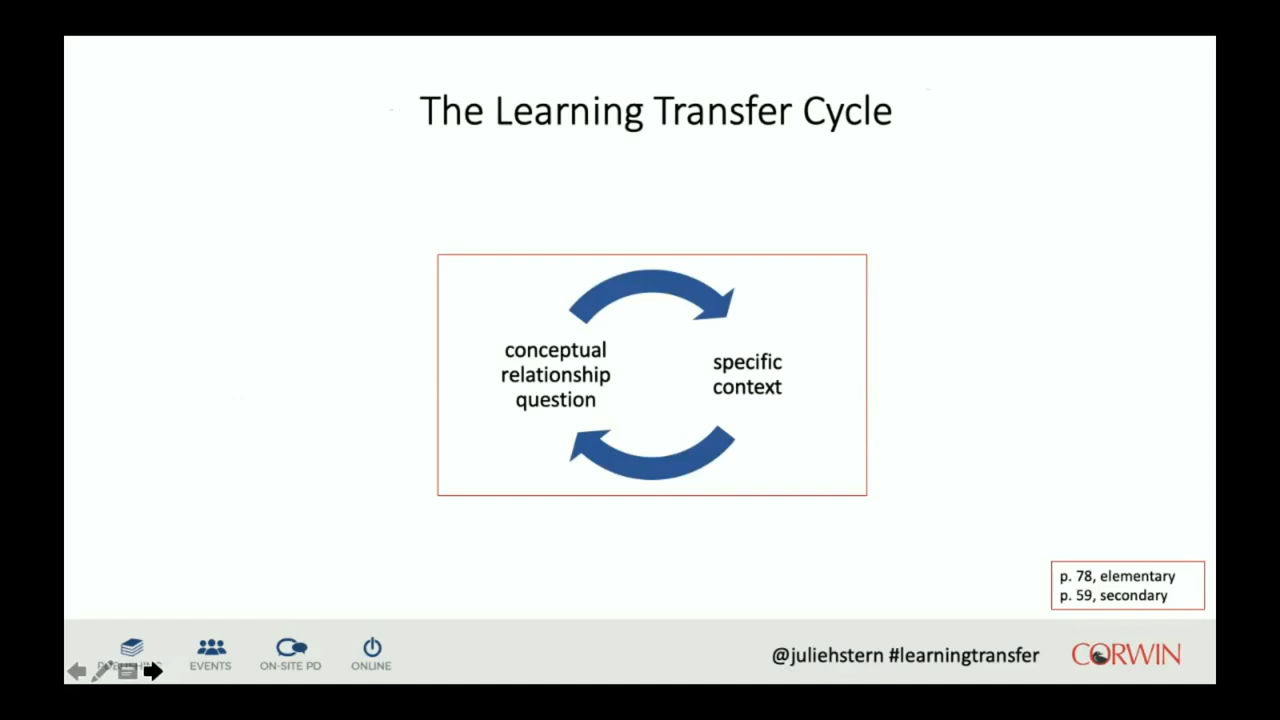 The Learning Transfer Cycle
conceptual
relationship
question
specific
context
p. 78, elementary
p. 59, secondary
EVENTS
ON-SITE PD
ONLINE
@juliehstern #learningtransfer
CORWIN